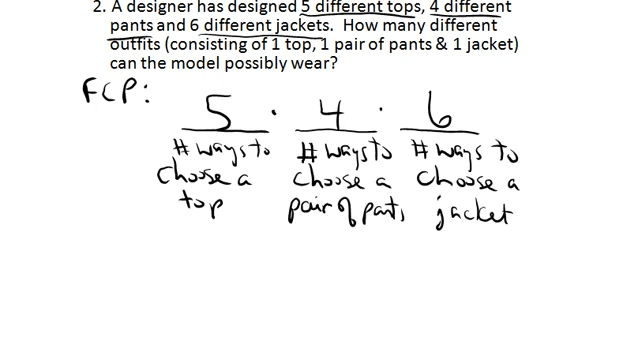 2. A designer has designed 5 different tops, 4 different
pants and 6 different jackets. How many different
outfits (consisting of 1 top, 1 pair of pants & 1 jacket)
can the model possibly wear?
FCP:
5 · 4 · 6
# ways to # ways to # ways to
choose a choose a choose a
top pair of pants jacket